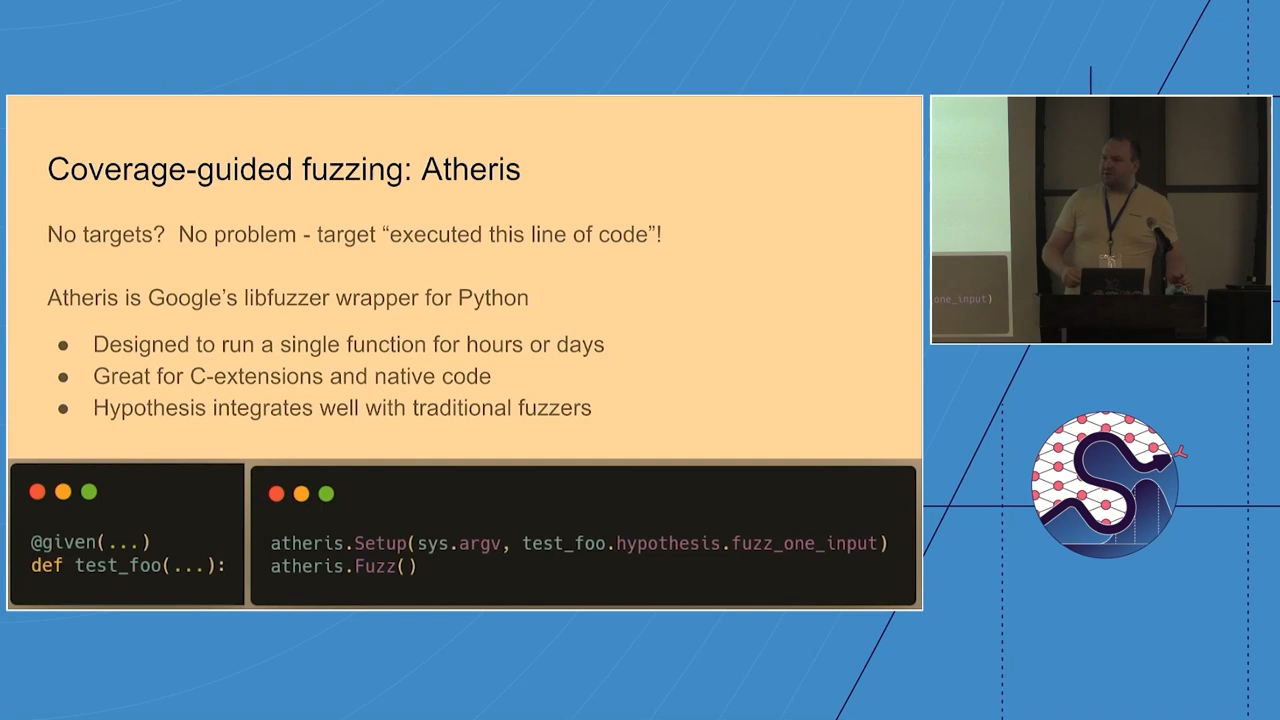 Coverage-guided fuzzing: Atheris
No targets?  No problem - target “executed this line of code”!
Atheris is Google’s libfuzzer wrapper for Python
● Designed to run a single function for hours or days
● Great for C-extensions and native code
● Hypothesis integrates well with traditional fuzzers
@given(...)
def test_foo(...):
atheris.Setup(sys.argv, test_foo.hypothesis.fuzz_one_input)
atheris.Fuzz()
one_input)